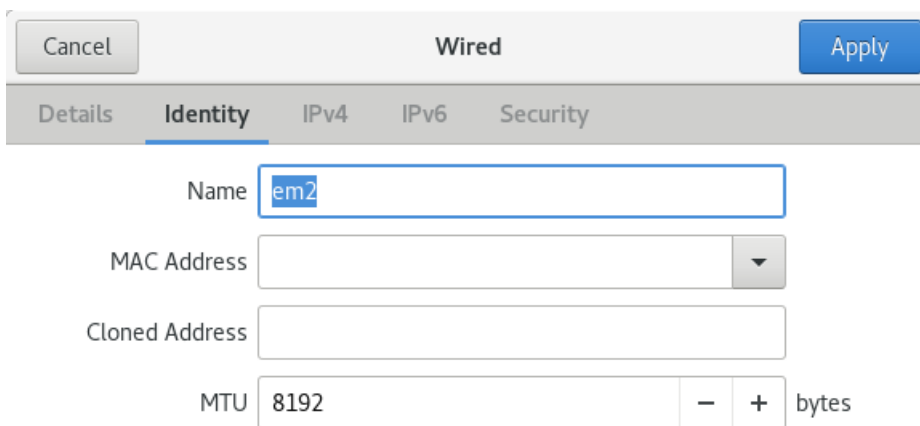 Cancel Wired Apply
Details Identity IPv4 IPv6 Security
Name em2
MAC Address
Cloned Address
MTU 8192 - + bytes